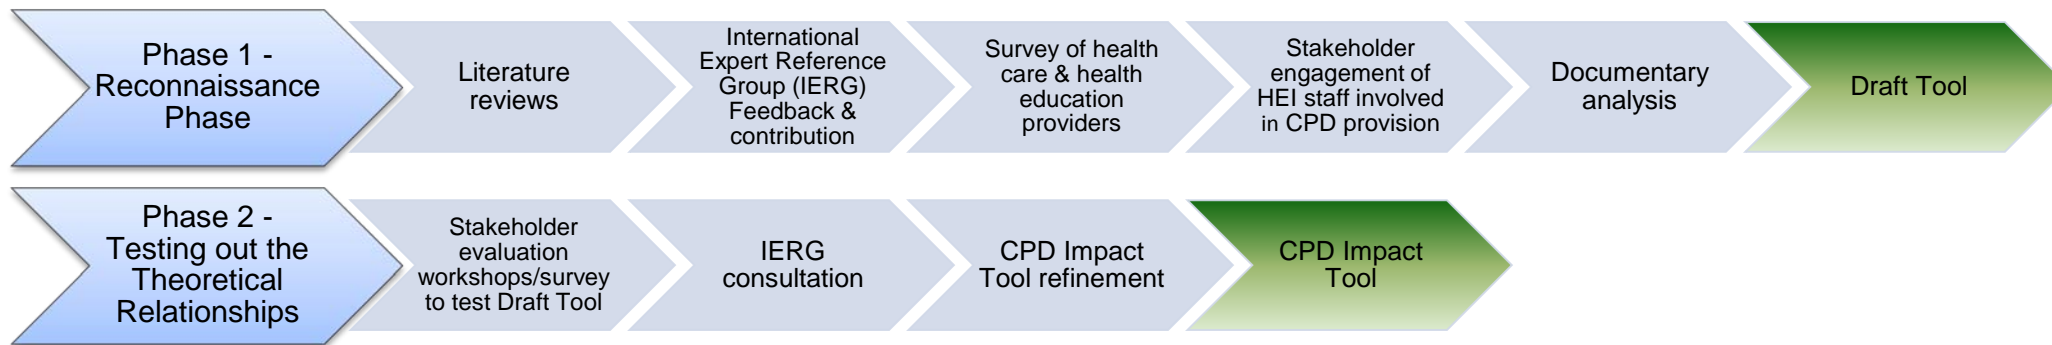 Phase 1 -
Reconnaissance
Phase
Literature
reviews
International
Expert Reference
Group (IERG)
Feedback &
contribution
Survey of health
care & health
education
providers
Stakeholder
engagement of
HEI staff involved
in CPD provision
Documentary
analysis
Draft Tool
Phase 2 -
Testing out the
Theoretical
Relationships
Stakeholder
evaluation
workshops/survey
to test Draft Tool
IERG
consultation
CPD Impact
Tool refinement
CPD Impact
Tool